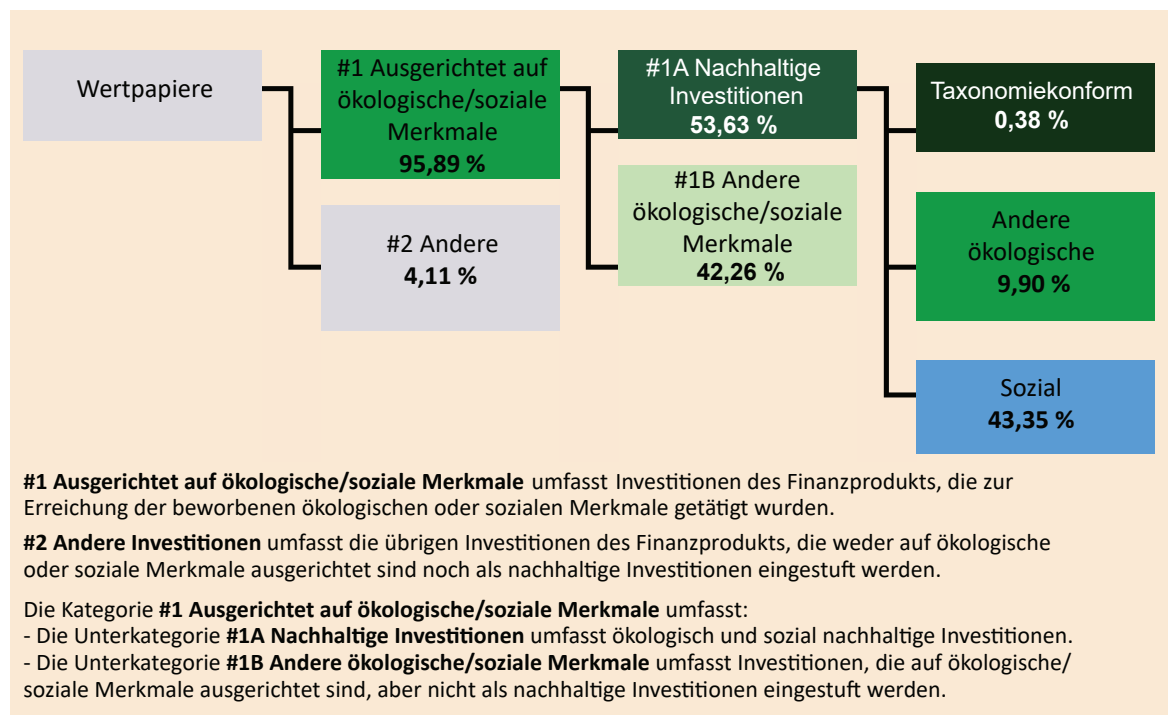 Wertpapiere
#1 Ausgerichtet auf
ökologische/soziale
Merkmale
95,89 %
#2 Andere
4,11 %
#1A Nachhaltige
Investitionen
53,63 %
#1B Andere
ökologische/soziale
Merkmale
42,26 %
Taxonomiekonform
0,38 %
Andere
ökologische
9,90 %
Sozial
43,35 %
#1 Ausgerichtet auf ökologische/soziale Merkmale umfasst Investitionen des Finanzprodukts, die zur
Erreichung der beworbenen ökologischen oder sozialen Merkmale getätigt wurden.
#2 Andere Investitionen umfasst die übrigen Investitionen des Finanzprodukts, die weder auf ökologische
oder soziale Merkmale ausgerichtet sind noch als nachhaltige Investitionen eingestuft werden.
Die Kategorie #1 Ausgerichtet auf ökologische/soziale Merkmale umfasst:
- Die Unterkategorie #1A Nachhaltige Investitionen umfasst ökologisch und sozial nachhaltige Investitionen.
- Die Unterkategorie #1B Andere ökologische/soziale Merkmale umfasst Investitionen, die auf ökologische/
soziale Merkmale ausgerichtet sind, aber nicht als nachhaltige Investitionen eingestuft werden.